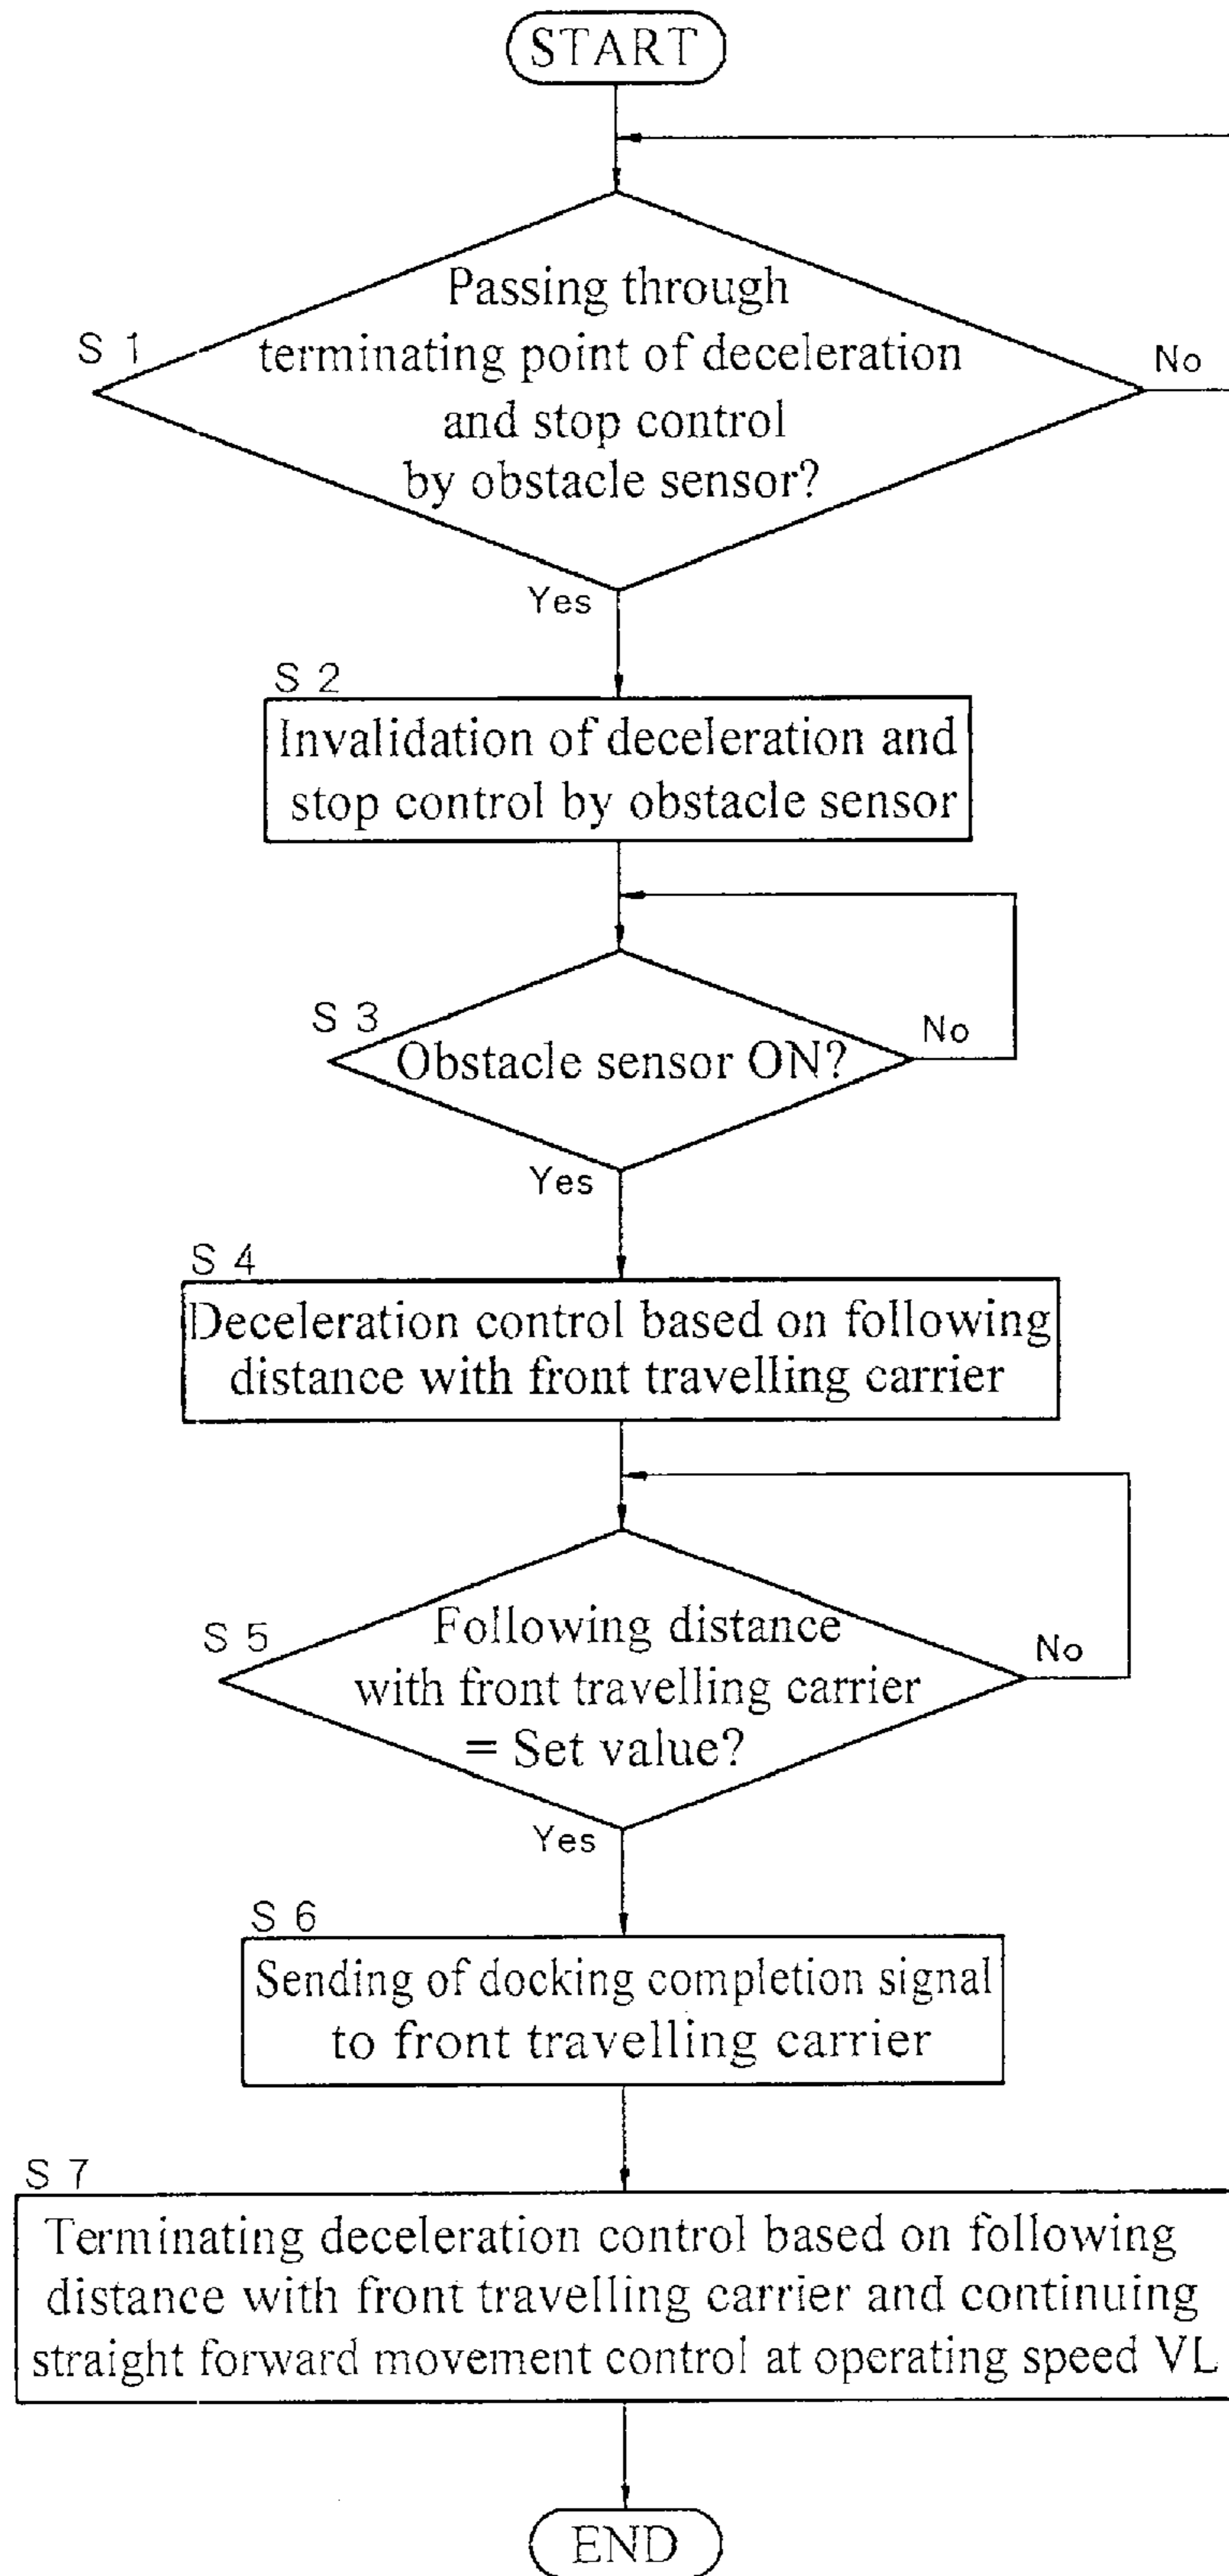 START
S 1
Passing through
terminating point of deceleration
and stop control
by obstacle sensor?
No
Yes
S 2
Invalidation of deceleration and
stop control by obstacle sensor
S 3
Obstacle sensor ON?
No
Yes
S 4
Deceleration control based on following
distance with front travelling carrier
S 5
Following distance
with front travelling carrier
= Set value?
No
Yes
S 6
Sending of docking completion signal
to front travelling carrier
S 7
Terminating deceleration control based on following
distance with front travelling carrier and continuing
straight forward movement control at operating speed VL
END